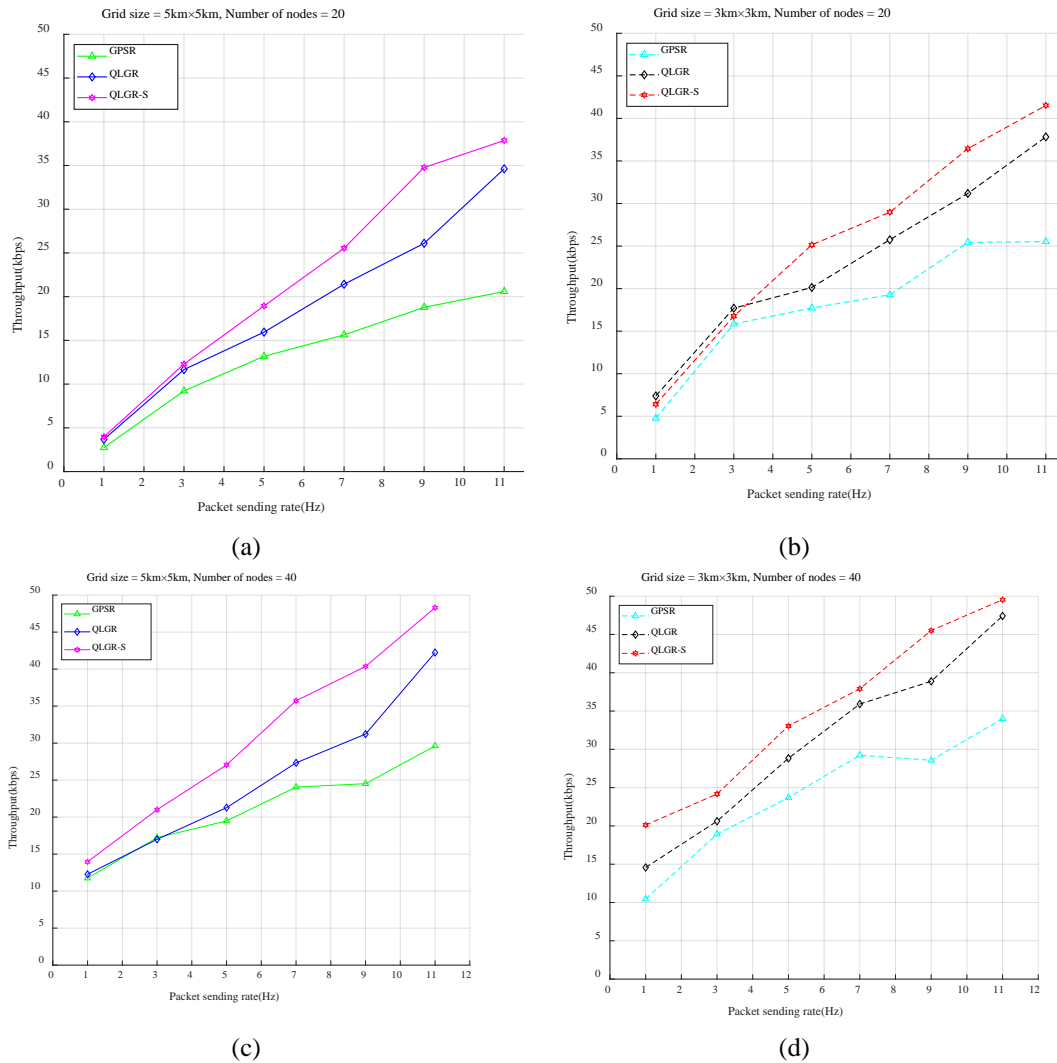 Grid size = 5km×5km, Number of nodes = 20
50
45
40
35
30
25
20
15
10
5
0
Throughput(kbps)
GPSR
QLGR
QLGR-S
0 1 2 3 4 5 6 7 8 9 10 11
Packet sending rate(Hz)
(a)
Grid size = 3km×3km, Number of nodes = 20
50
45
40
35
30
25
20
15
10
5
0
Throughput(kbps)
GPSR
QLGR
QLGR-S
0 1 2 3 4 5 6 7 8 9 10 11
Packet sending rate(Hz)
(b)
Grid size = 5km×5km, Number of nodes = 40
50
45
40
35
30
25
20
15
10
5
0
Throughput(kbps)
GPSR
QLGR
QLGR-S
0 1 2 3 4 5 6 7 8 9 10 11 12
Packet sending rate(Hz)
(c)
Grid size = 3km×3km, Number of nodes = 40
50
45
40
35
30
25
20
15
10
5
0
Throughput(kbps)
GPSR
QLGR
QLGR-S
0 1 2 3 4 5 6 7 8 9 10 11 12
Packet sending rate(Hz)
(d)